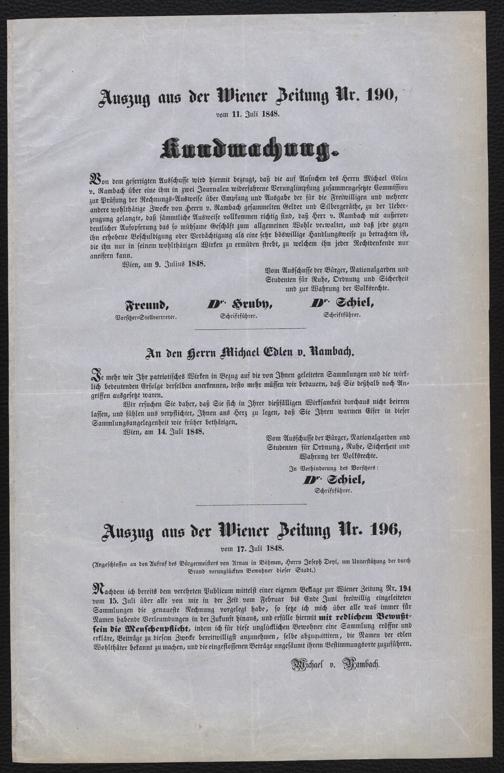 Auszug aus der Wiener Zeitung Nr. 190,
vom 11. Juli 1848.
Kundmachung.
Von dem gefertigten Ausschusse wird hiermit bezeugt, daß die auf Ansuchen des Herrn Michael Edlen
v. Rambach über eine ihm in zwei Journalen widerfahrene Verunglimpfung zusammengesetzte Commission
zur Prüfung der Rechnungs-Ausweise über Empfang und Ausgabe der für die Freiwilligen und mehrere
andere wohlthätige Zwecke von Herrn v. Rambach gesammelten Gelder und Silbergeräthe, zu der Ueber-
zeugung gelangte, daß sämmtliche Ausweise vollkommen richtig sind, daß Herr v. Rambach mit außeror-
dentlicher Aufopferung das so mühsame Geschäft zum allgemeinen Wohle verwaltet, und daß jede gegen
ihn erhobene Beschuldigung oder Verdächtigung als eine sehr böswillige Handlungsweise zu betrachten ist,
die ihn nur in seinem wohlthätigen Wirken zu ermüden strebt, zu welchem ihn jeder Rechtdenkende nur
aneifern kann.
Wien, am 9. Julius 1848.
Vom Ausschusse der Bürger, Nationalgarden und
Studenten für Ruhe, Ordnung und Sicherheit
und zur Wahrung der Volksrechte.
Freund, Dr. Hruby, Dr. Schiel,
Vorsteher-Stellvertreter. Schriftführer. Schriftführer.
An den Herrn Michael Edlen v. Rambach.
Je mehr wir Ihr patriotisches Wirken in Bezug auf die von Ihnen geleiteten Sammlungen und die wirk-
lich bedeutenden Erfolge derselben anerkennen, desto mehr müssen wir bedauern, daß Sie deßhalb noch An-
griffen ausgesetzt waren.
Wir ersuchen Sie daher, daß Sie sich in Ihrer dießfälligen Wirksamkeit durchaus nicht beirren
lassen, und fühlen uns verpflichtet, Ihnen ans Herz zu legen, daß Sie Ihren warmen Eifer in dieser
Sammlungsangelegenheit wie früher bethätigen.
Wien, am 14. Juli 1848.
Vom Ausschusse der Bürger, Nationalgarden und
Studenten für Ordnung, Ruhe, Sicherheit und
Wahrung der Volksrechte.
In Verhinderung des Vorstehers:
Dr. Schiel,
Schriftführer.
Auszug aus der Wiener Zeitung Nr. 196,
vom 17. Juli 1848.
(Angeschlossen an den Aufruf des Bürgermeisters von Arnau in Böhmen, Herrn Joseph Deyl, um Unterstützung der durch
Brand verunglückten Bewohner dieser Stadt.)
Nachdem ich bereits dem verehrten Publicum mittelst einer eigenen Beilage zur Wiener Zeitung Nr. 194
vom 15. Juli über alle von mir in der Zeit vom Februar bis Ende Juni freiwillig eingeleiteten
Sammlungen die genaueste Rechnung vorgelegt habe, so setze ich mich über alle was immer für
Namen habende Verleumdungen in der Zukunft hinaus, und erfülle hiermit mit redlichem Bewußt-
sein die Menschenpflicht, indem ich für diese unglücklichen Bewohner eine Sammlung eröffne und
erkläre, Beiträge zu diesem Zwecke bereitwilligst anzunehmen, selbe abzuquittiren, die Namen der edlen
Wohlthäter bekannt zu machen, und die eingeflossenen Beträge ungesäumt ihrem Bestimmungsorte zuzuführen.
Michael v. Rambach.